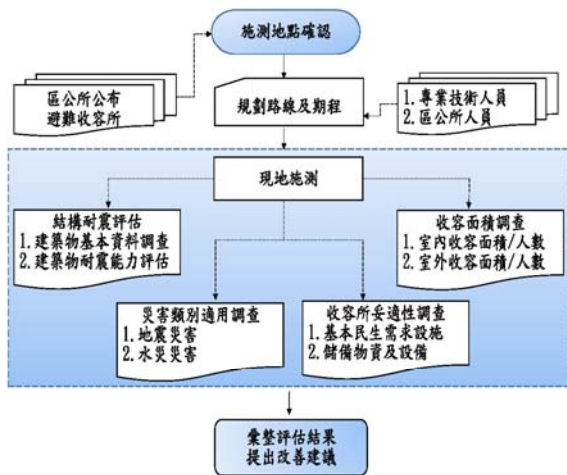 施測地點確認
區公所公布
避難收容所
規劃路線及期程
1. 專業技術人員
2. 區公所人員
現地施測
結構耐震評估
1. 建築物基本資料調查
2. 建築物耐震能力評估
收容面積調查
1. 室內收容面積/人數
2. 室外收容面積/人數
災害類別適用調查
1. 地震災害
2. 水災災害
收容所妥適性調查
1. 基本民生需求設施
2. 儲備物資及設備
彙整評估結果
提出改善建議